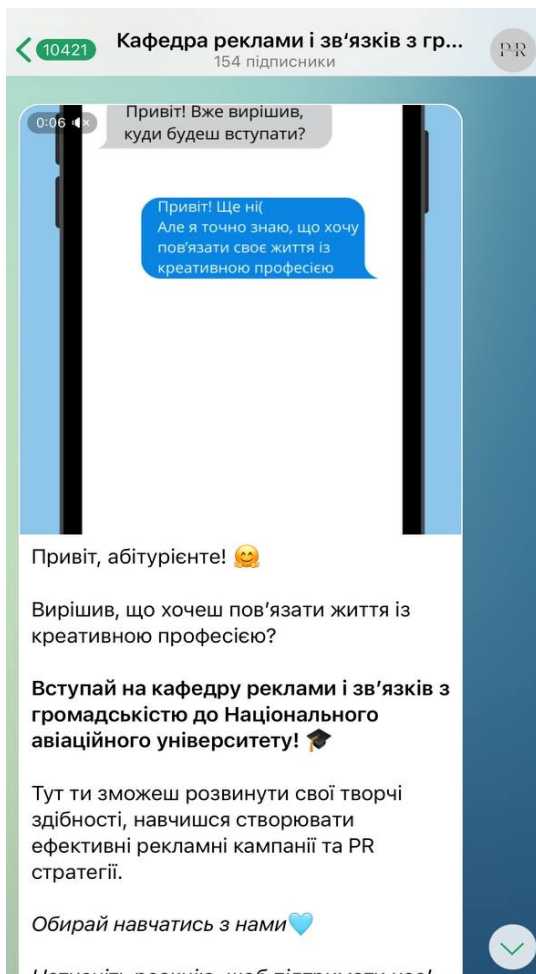 10421
Кафедра реклами і зв‘язків з гр...
154 підписники
PR
0:06
Привіт! Вже вирішив,
куди будеш вступати?
Привіт! Ще ні(
Але я точно знаю, що хочу
пов'язати своє життя із
креативною професією
Привіт, абітурієнте! 🤗
Вирішив, що хочеш пов’язати життя із
креативною професією?
Вступай на кафедру реклами і зв’язків з
громадськістю до Національного
авіаційного університету! 🎓
Тут ти зможеш розвинути свої творчі
здібності, навчишся створювати
ефективні рекламні кампанії та PR
стратегії.
Обирай навчатись з нами🩵